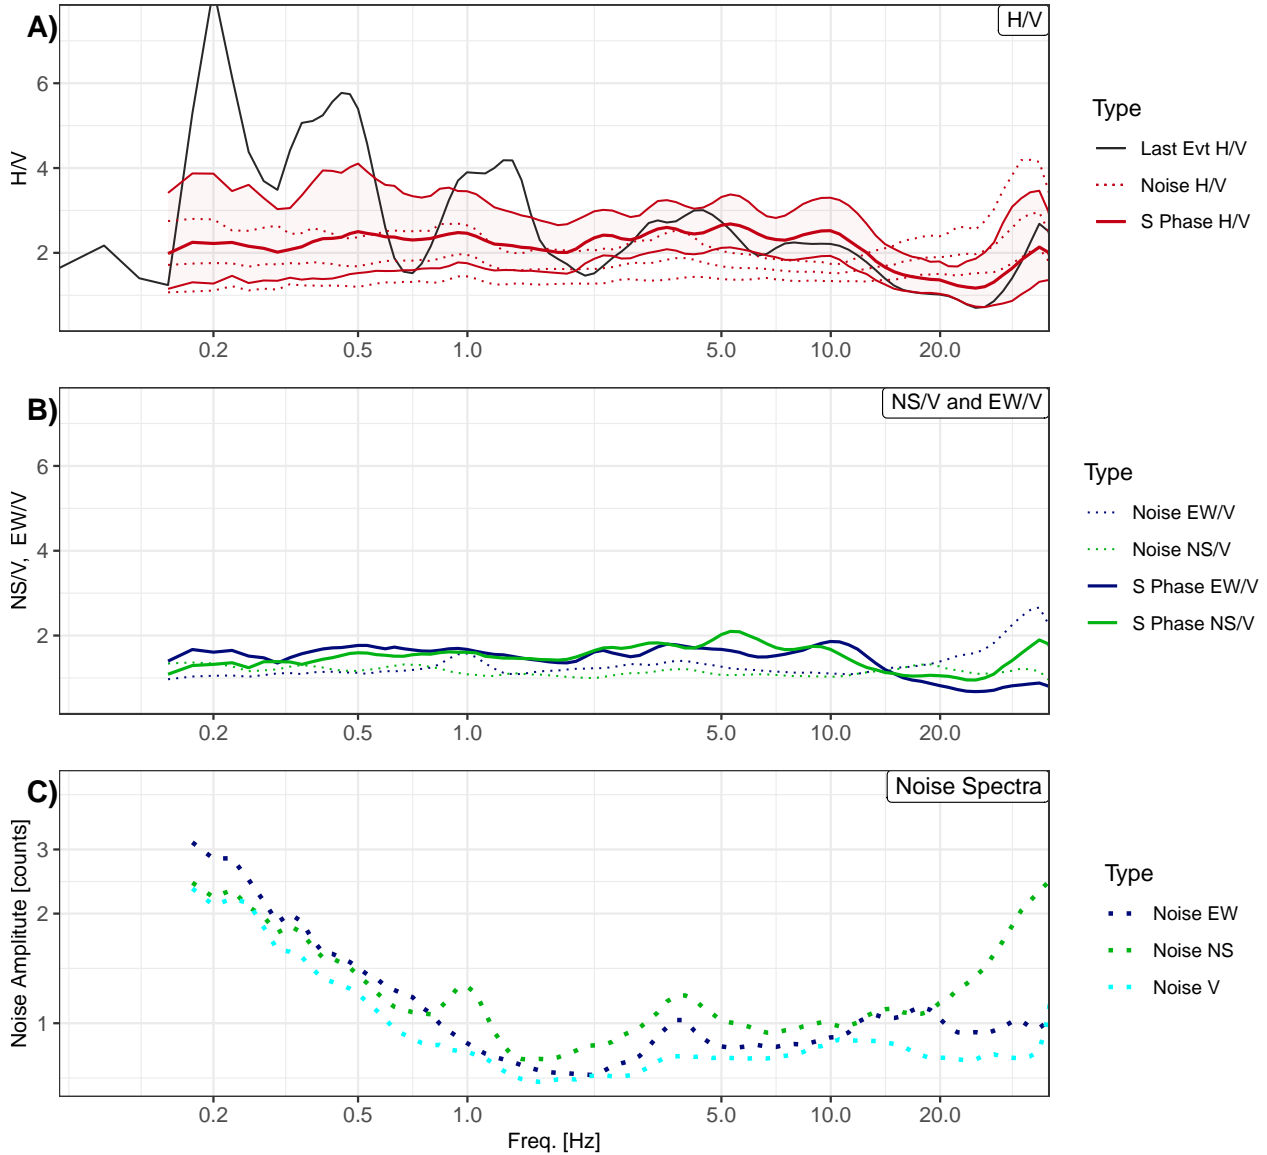 A)
H/V
6
4
2
H/V
0.2 0.5 1.0 5.0 10.0 20.0
Type
Last Evt H/V
Noise H/V
S Phase H/V
B)
NS/V and EW/V
6
4
2
NS/V, EW/V
0.2 0.5 1.0 5.0 10.0 20.0
Type
Noise EW/V
Noise NS/V
S Phase EW/V
S Phase NS/V
C)
Noise Spectra
3
2
1
Noise Amplitude [counts]
0.2 0.5 1.0 5.0 10.0 20.0
Freq. [Hz]
Type
Noise EW
Noise NS
Noise V